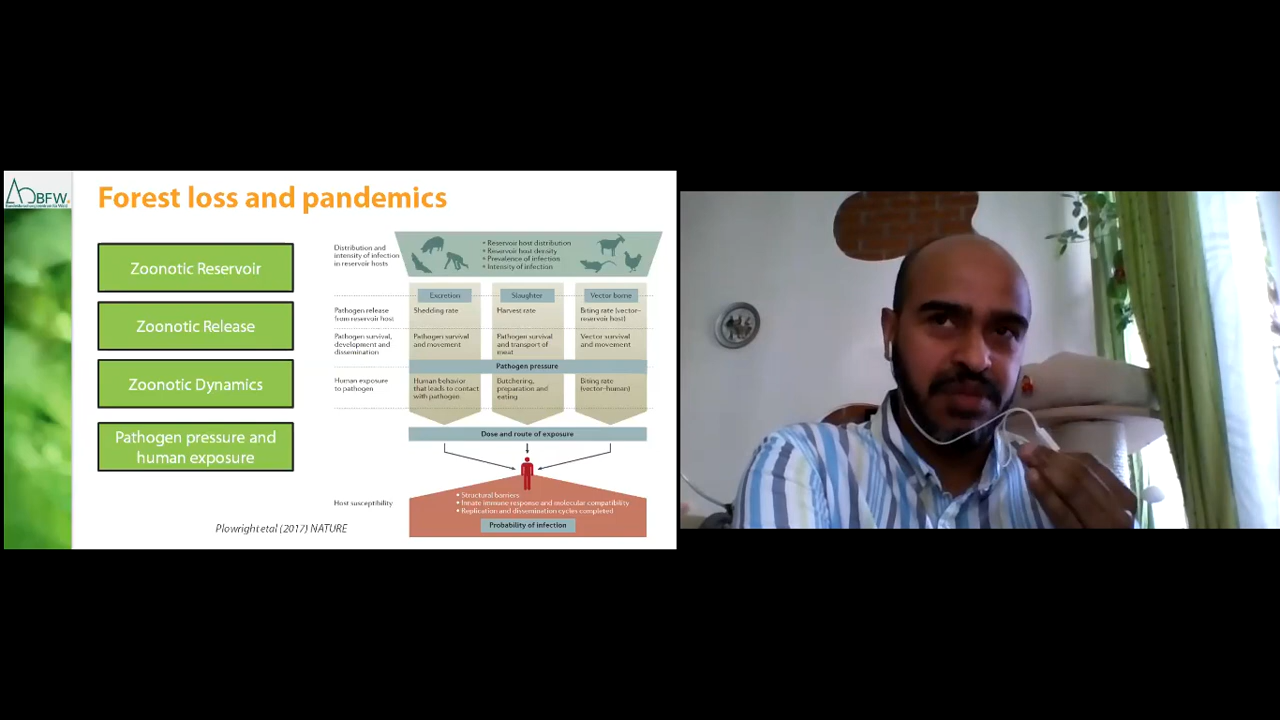 BFW
Forest loss and pandemics
Zoonotic Reservoir
Zoonotic Release
Zoonotic Dynamics
Pathogen pressure and
human exposure
Distribution and
intensity of infection
in reservoir hosts
• Reservoir host distribution
• Reservoir host density
• Prevalence of infection
• Intensity of infection
Excretion
Slaughter
Vector borne
Pathogen release
from reservoir host
Shedding rate
Harvest rate
Biting rate (vector–
reservoir host)
Pathogen survival,
development and
dissemination
Pathogen survival
and movement
Pathogen survival
and transport of
meat
Vector survival
and movement
Pathogen pressure
Human exposure
to pathogen
Human behavior
that leads to contact
with pathogen
Butchering,
preparation and
eating
Biting rate
(vector–human)
Dose and route of exposure
Host susceptibility
• Structural barriers
• Innate immune response and molecular compatibility
• Replication and dissemination cycles completed
Probability of infection
Plowright etal (2017) NATURE